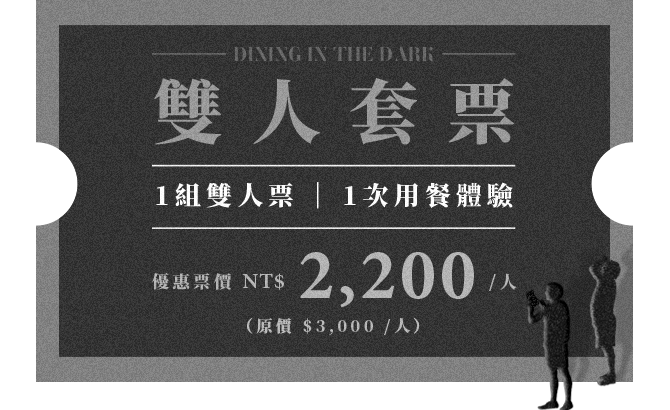 DINING IN THE DARK
雙人套票
1組雙人票｜1次用餐體驗
優惠票價 NT$ 2,200 /人
（原價 $3,000 /人）